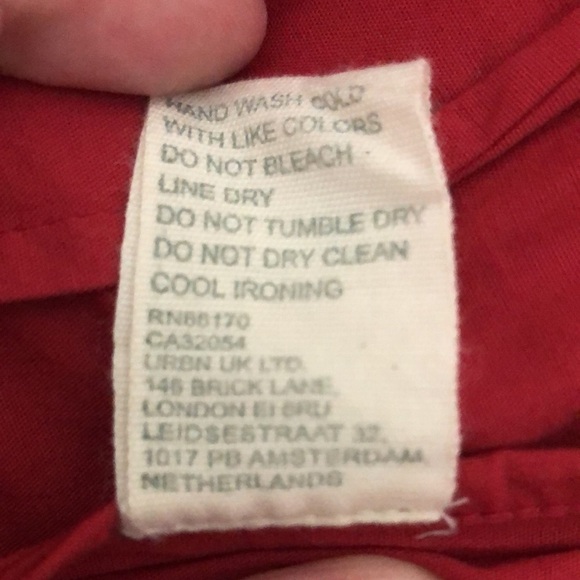 HAND WASH COLD
WITH LIKE COLORS
DO NOT BLEACH
LINE DRY
DO NOT TUMBLE DRY
DO NOT DRY CLEAN
COOL IRONING
RN66170
CA32054
URBN UK LTD.
146 BRICK LANE,
LONDON E1 6RU
LEIDSESTRAAT 32,
1017 PB AMSTERDAM,
NETHERLANDS